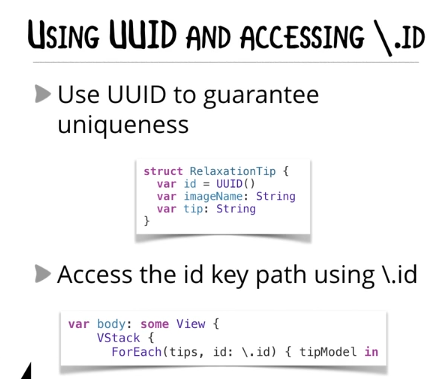 Using UUID and accessing \.id
Use UUID to guarantee
uniqueness
struct RelaxationTip {
var id = UUID()
var imageName: String
var tip: String
}
Access the id key path using \.id
var body: some View {
VStack {
ForEach(tips, id: \.id) { tipModel in